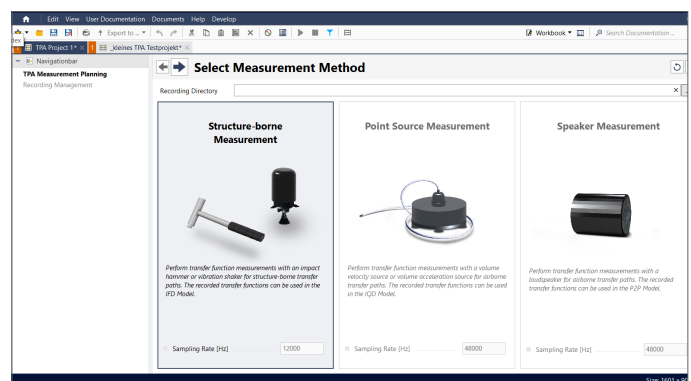 Edit View User Documentation Documents Help Develop
Export to ... Workbook Search Documentation ...
dex
TPA Project 1* × 1 _kleines TPA Testprojekt* ×
Navigationbar
TPA Measurement Planning
Recording Management
Select Measurement Method
Recording Directory
Structure-borne
Measurement
Perform transfer function measurements with an impact
hammer or vibration shaker for structure-borne transfer
paths. The recorded transfer functions can be used in the
IFD Model.
Sampling Rate [Hz] 12000
Point Source Measurement
Perform transfer function measurements with a volume
velocity source or volume acceleration source for airborne
transfer paths. The recorded transfer functions can be used
in the IQD Model.
Sampling Rate [Hz] 48000
Speaker Measurement
Perform transfer function measurements with a
loudspeaker for airborne transfer paths. The recorded
transfer functions can be used in the P2P Model.
Sampling Rate [Hz] 48000
Size: 1601 x 90